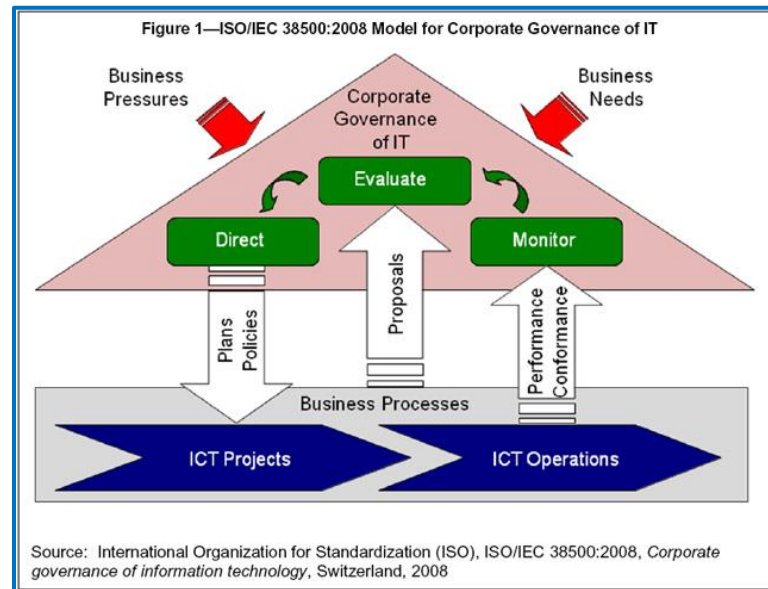 Figure 1—ISO/IEC 38500:2008 Model for Corporate Governance of IT
Business
Pressures
Business
Needs
Corporate
Governance
of IT
Evaluate
Direct
Monitor
Plans
Policies
Proposals
Performance
Conformance
Business Processes
ICT Projects
ICT Operations
Source: International Organization for Standardization (ISO), ISO/IEC 38500:2008, Corporate
governance of information technology, Switzerland, 2008